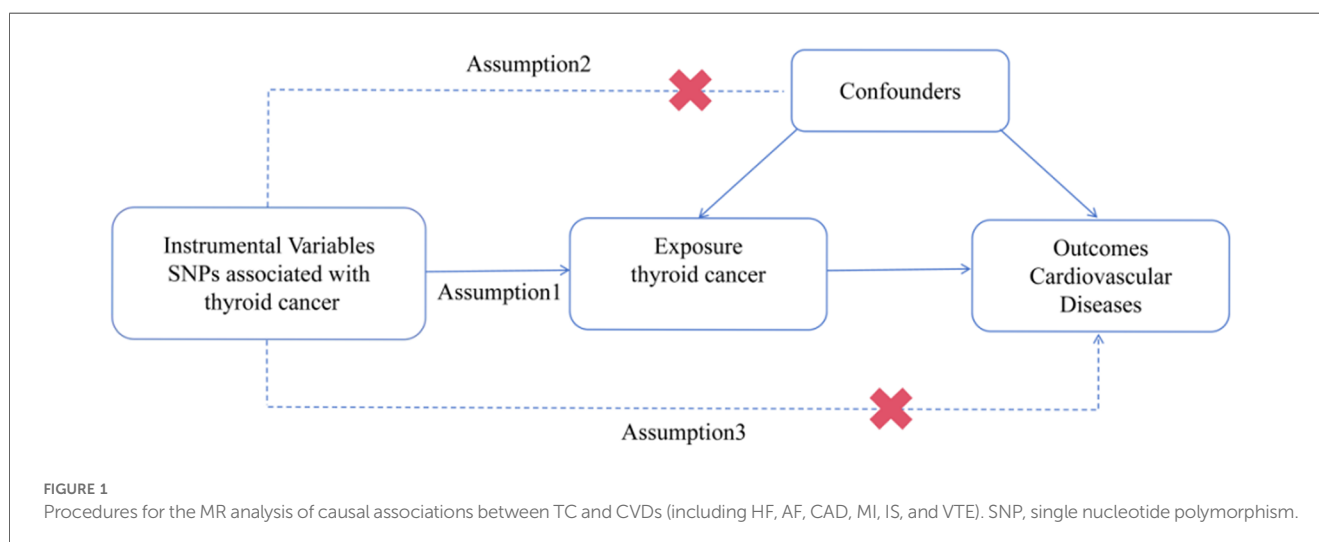 Assumption2
Confounders
Instrumental Variables
SNPs associated with
thyroid cancer
Assumption1
Exposure
thyroid cancer
Outcomes
Cardiovascular
Diseases
Assumption3
FIGURE 1
Procedures for the MR analysis of causal associations between TC and CVDs (including HF, AF, CAD, MI, IS, and VTE). SNP, single nucleotide polymorphism.